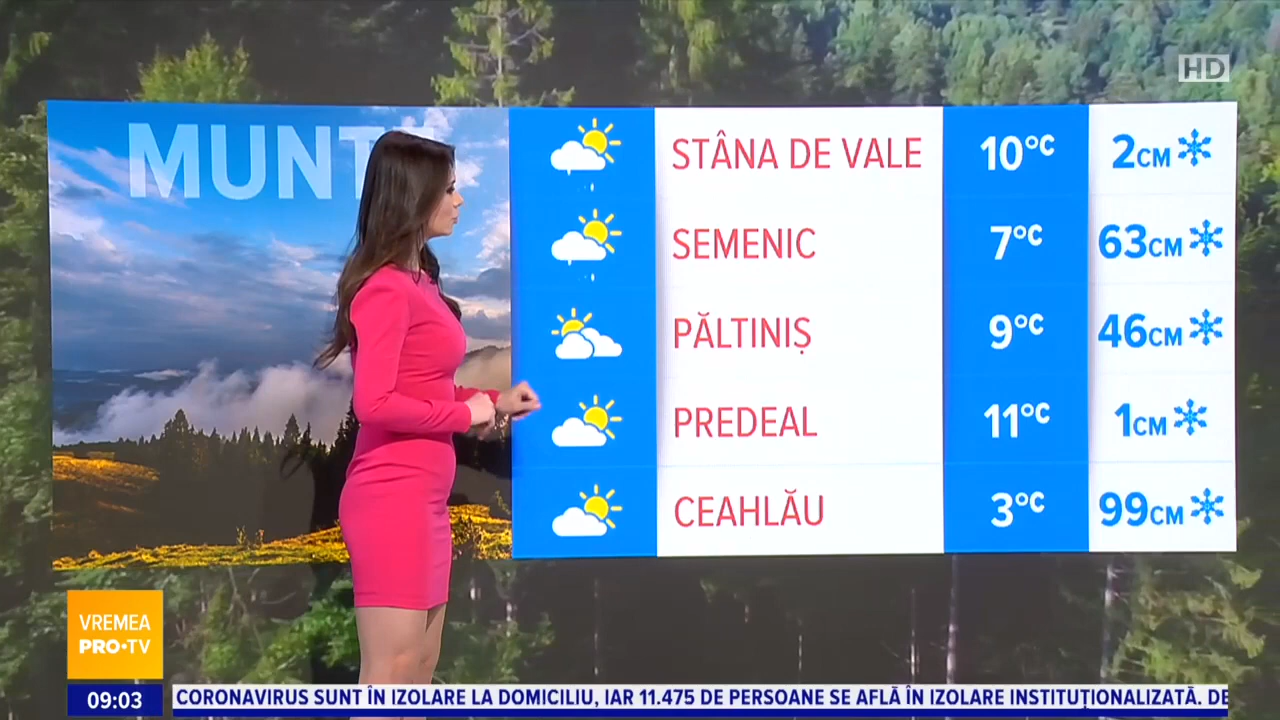 HD
MUNT
STÂNA DE VALE 10°C 2CM
SEMENIC 7°C 63CM
PĂLTINIȘ 9°C 46CM
PREDEAL 11°C 1CM
CEAHLĂU 3°C 99CM
VREMEA
PRO•TV
09:03 CORONAVIRUS SUNT ÎN IZOLARE LA DOMICILIU, IAR 11.475 DE PERSOANE SE AFLĂ ÎN IZOLARE INSTITUȚIONALIZATĂ. DE